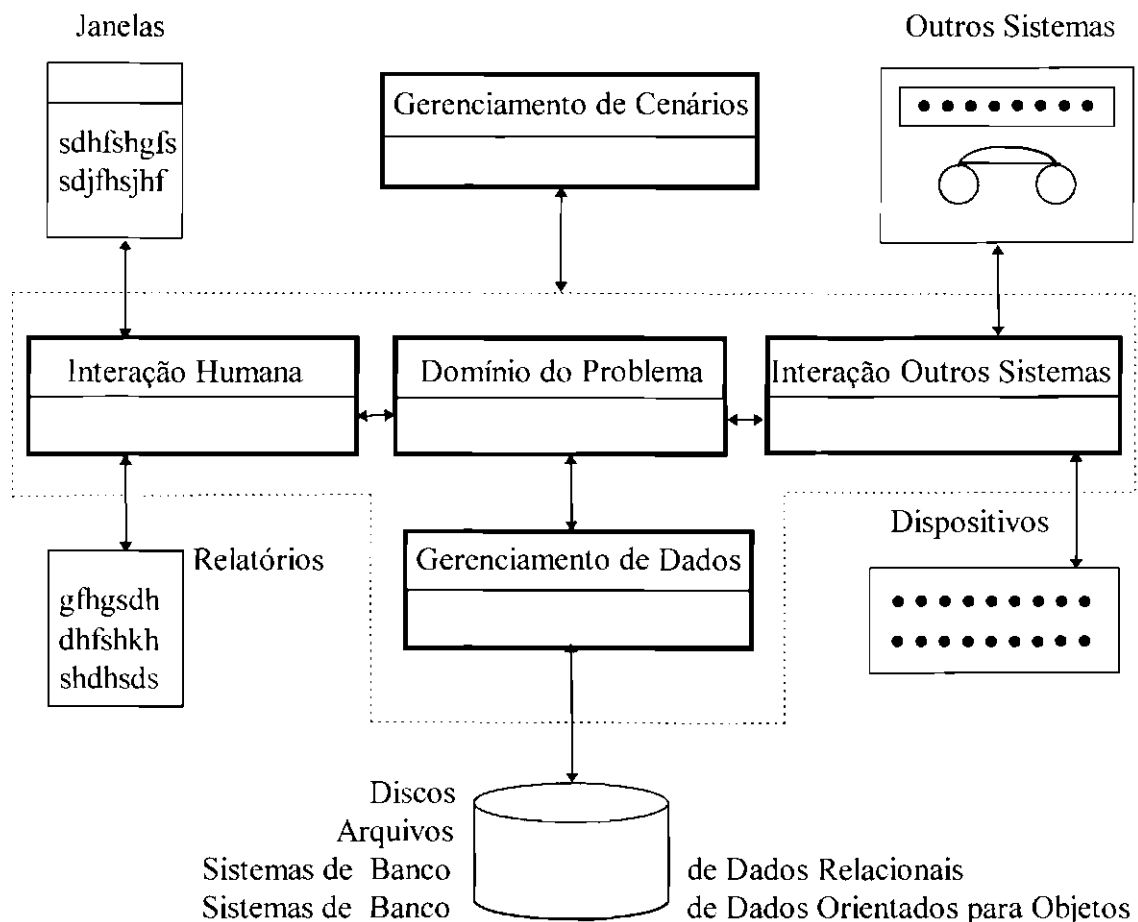 Janelas
Outros Sistemas
Gerenciamento de Cenários
sdhfshgfs
sdjfhsjhf
Interação Humana
Domínio do Problema
Interação Outros Sistemas
Relatórios
Gerenciamento de Dados
Dispositivos
gfhgsdh
dhfshkh
shdhsds
Discos
Arquivos
Sistemas de Banco de Dados Relacionais
Sistemas de Banco de Dados Orientados para Objetos